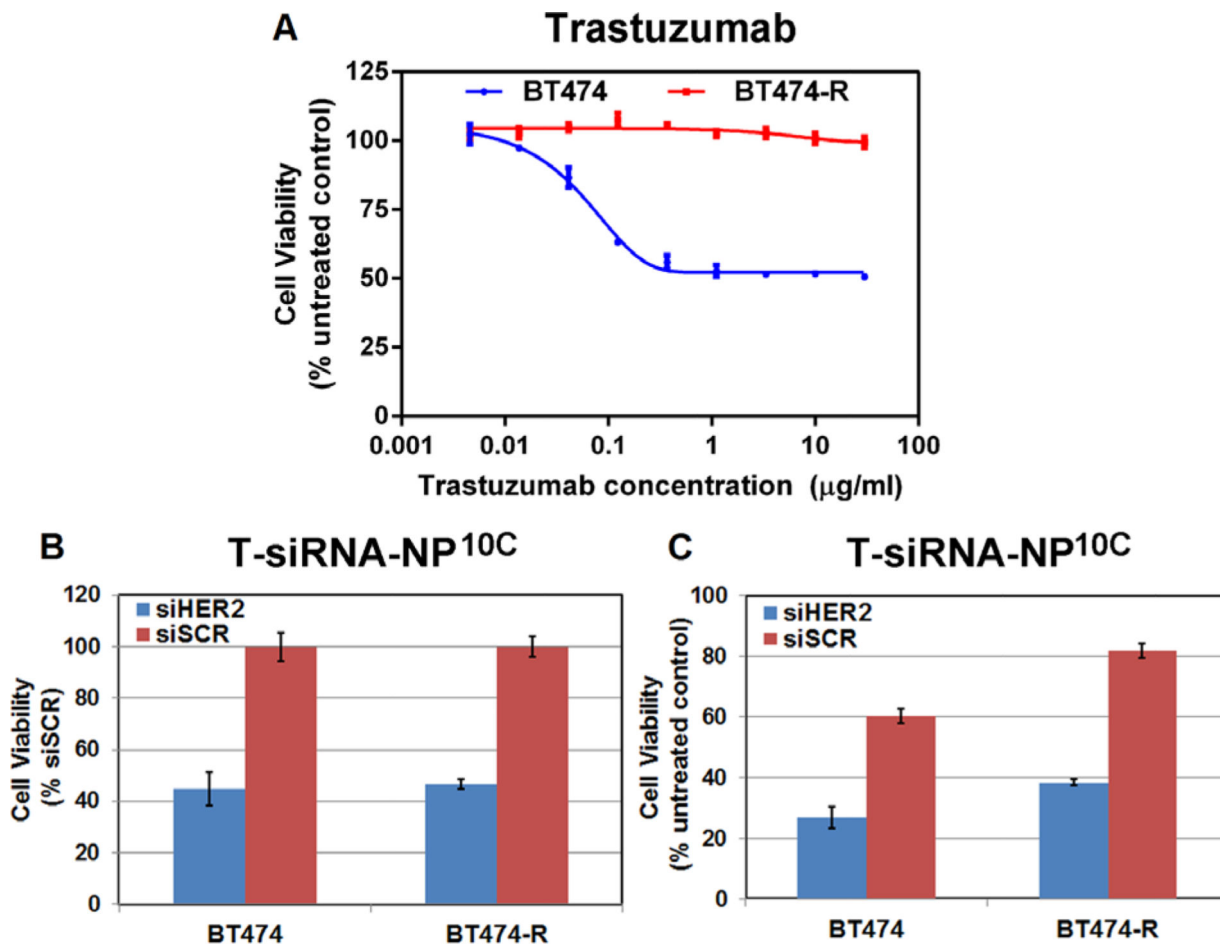 A
Trastuzumab
BT474
BT474-R
125
100
75
50
25
0
Cell Viability
(% untreated control)
0.001
0.01
0.1
1
10
100
Trastuzumab concentration (μg/ml)
B
T-siRNA-NP10C
siHER2
siSCR
120
100
80
60
40
20
0
Cell Viability
(% siSCR)
BT474
BT474-R
C
T-siRNA-NP10C
siHER2
siSCR
100
80
60
40
20
0
Cell Viability
(% untreated control)
BT474
BT474-R